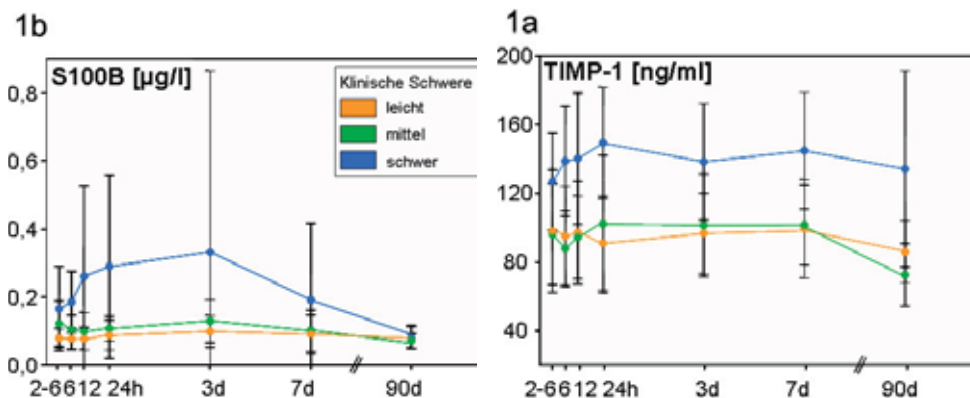 1b
S100B [µg/l]
0,8
0,6
0,4
0,2
0,0
Klinische Schwere
leicht
mittel
schwer
2-6 6 12 24h 3d 7d 90d
1a
TIMP-1 [ng/ml]
200
160
120
80
40
2-6 6 12 24h 3d 7d 90d